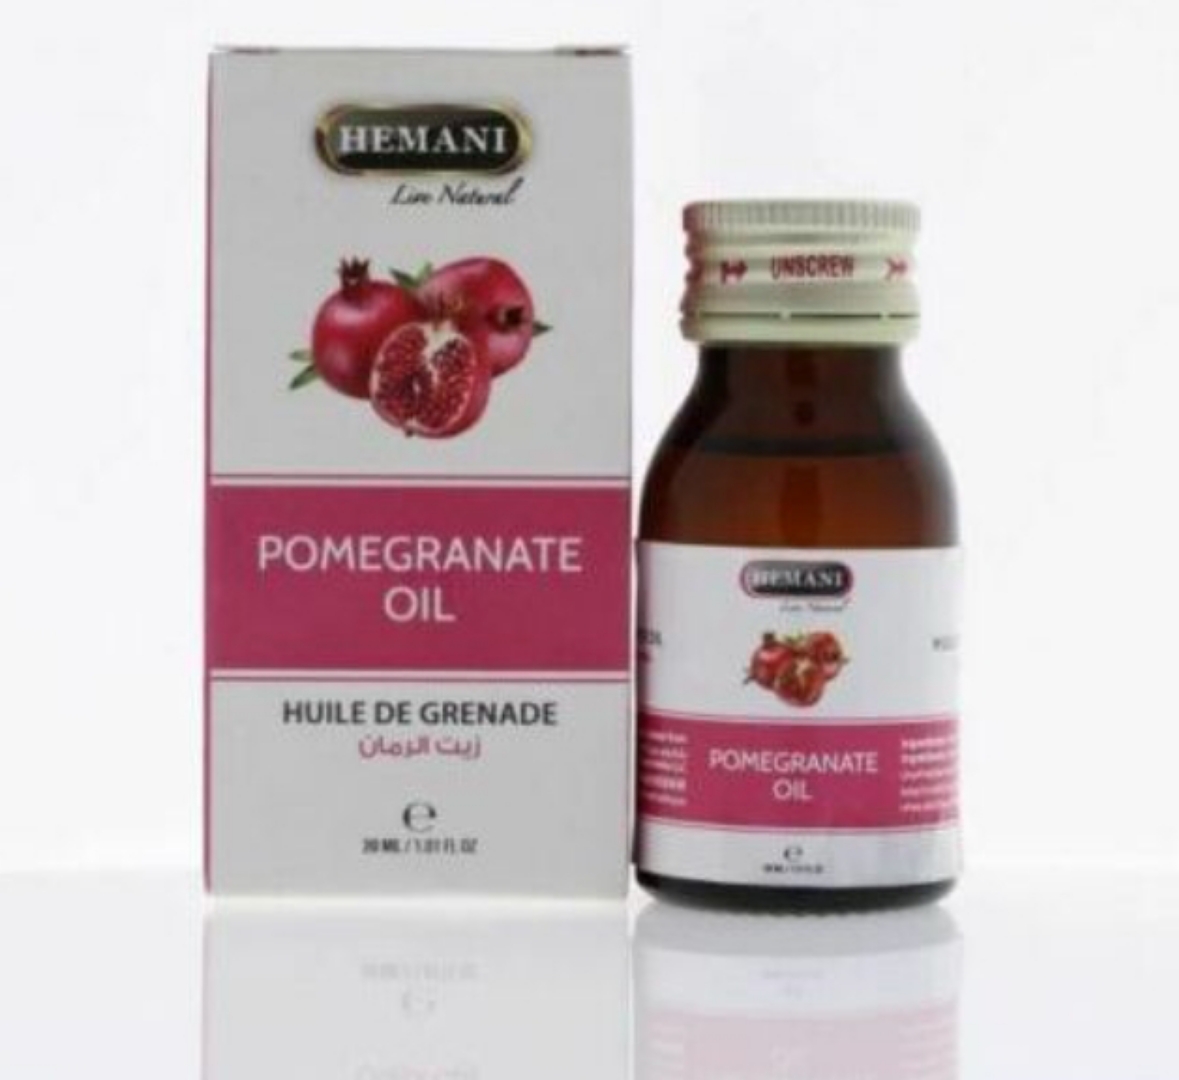 HEMANI
Live Natural
POMEGRANATE
OIL
HUILE DE GRENADE
زيت الرمان
e
30 ML / 1.01 FL OZ
UNSCREW
HEMANI
Live Natural
POMEGRANATE
OIL
e